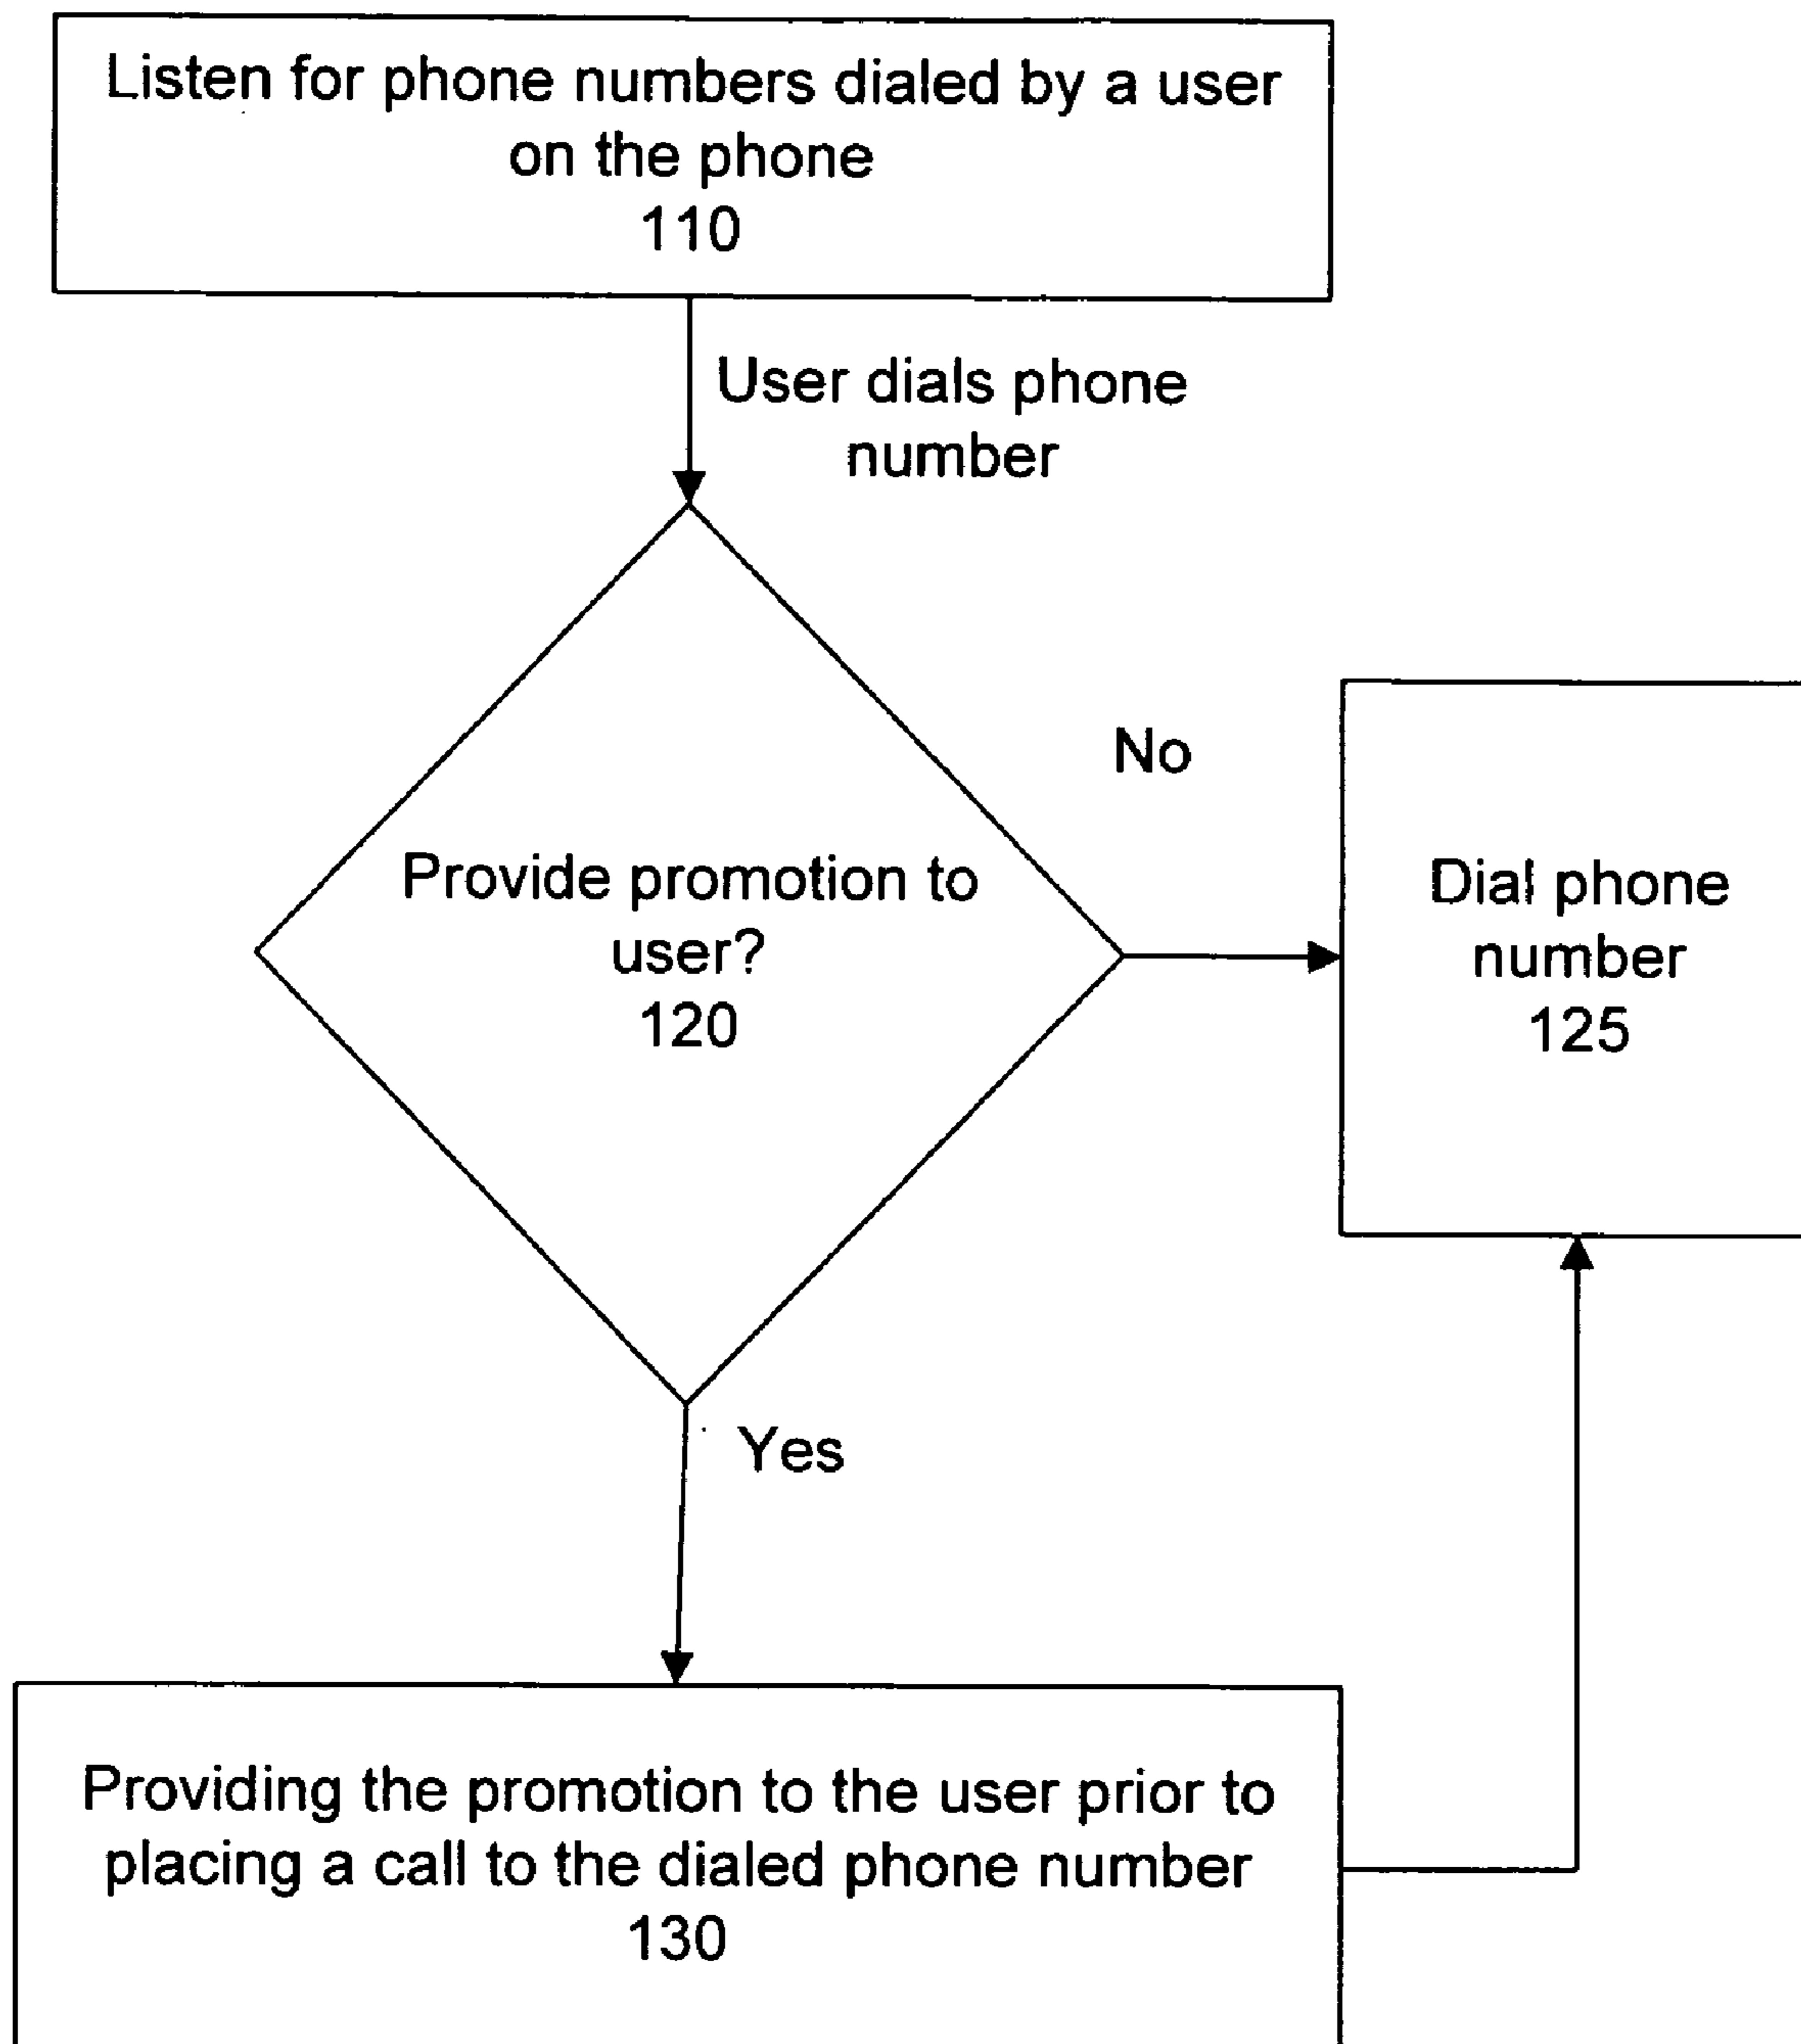 Listen for phone numbers dialed by a user
on the phone
110
User dials phone
number
No
Provide promotion to
user?
120
Dial phone
number
125
Yes
Providing the promotion to the user prior to
placing a call to the dialed phone number
130